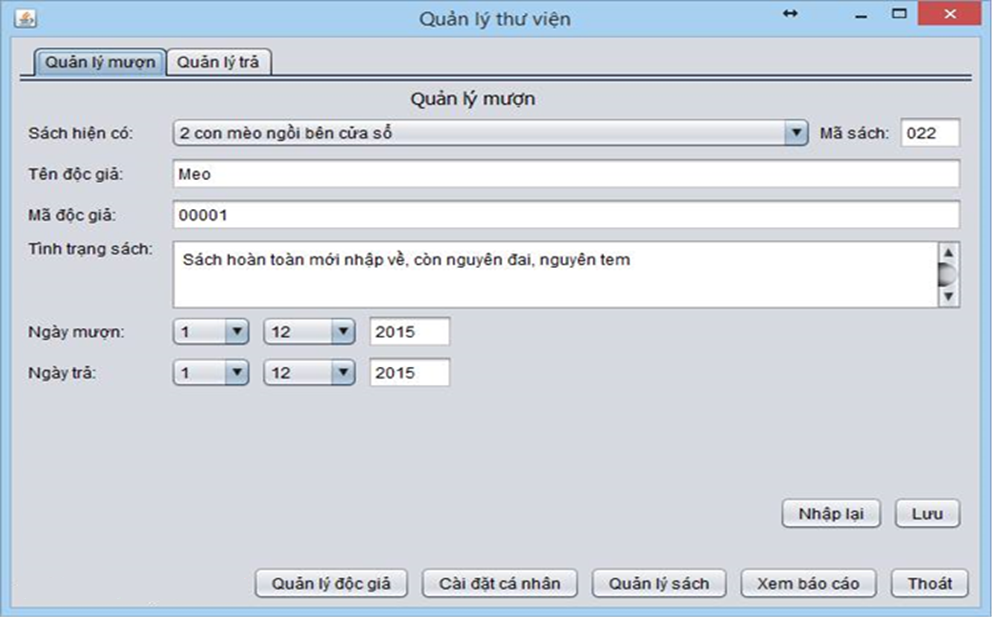 Quản lý thư viện
Quản lý mượn Quản lý trả
Quản lý mượn
Sách hiện có: 2 con mèo ngồi bên cửa sổ Mã sách: 022
Tên độc giả: Meo
Mã độc giả: 00001
Tình trạng sách: Sách hoàn toàn mới nhập về, còn nguyên đai, nguyên tem
Ngày mượn: 1 12 2015
Ngày trả: 1 12 2015
Nhập lại Lưu
Quản lý độc giả Cài đặt cá nhân Quản lý sách Xem báo cáo Thoát